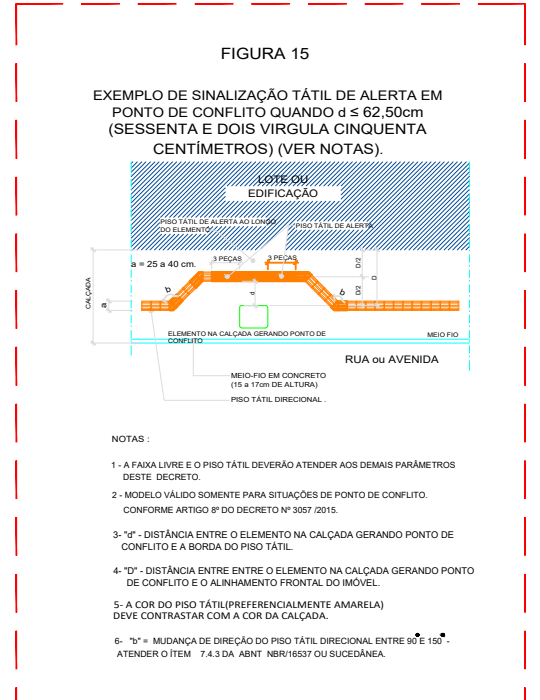 FIGURA 15
EXEMPLO DE SINALIZAÇÃO TÁTIL DE ALERTA EM
PONTO DE CONFLITO QUANDO d ≤ 62,50cm
(SESSENTA E DOIS VIRGULA CINQUENTA
CENTÍMETROS) (VER NOTAS).
LOTE OU
EDIFICAÇÃO
PISO TÁTIL DE ALERTA AO LONGO
DO ELEMENTO
PISO TÁTIL DE ALERTA
a = 25 a 40 cm.
3 PEÇAS
3 PEÇAS
D/2
D
D/2
CALÇADA
a
b
d
b
ELEMENTO NA CALÇADA GERANDO PONTO DE
CONFLITO
MEIO FIO
RUA ou AVENIDA
MEIO-FIO EM CONCRETO
(15 a 17cm DE ALTURA)
PISO TÁTIL DIRECIONAL .
NOTAS :
1 - A FAIXA LIVRE E O PISO TÁTIL DEVERÃO ATENDER AOS DEMAIS PARÂMETROS
DESTE DECRETO.
2 - MODELO VÁLIDO SOMENTE PARA SITUAÇÕES DE PONTO DE CONFLITO.
CONFORME ARTIGO 8º DO DECRETO Nº 3057 /2015.
3- "d" - DISTÂNCIA ENTRE O ELEMENTO NA CALÇADA GERANDO PONTO DE
CONFLITO E A BORDA DO PISO TÁTIL.
4- "D" - DISTÂNCIA ENTRE ENTRE O ELEMENTO NA CALÇADA GERANDO PONTO
DE CONFLITO E O ALINHAMENTO FRONTAL DO IMÓVEL.
5- A COR DO PISO TÁTIL(PREFERENCIALMENTE AMARELA)
DEVE CONTRASTAR COM A COR DA CALÇADA.
6- "b" = MUDANÇA DE DIREÇÃO DO PISO TÁTIL DIRECIONAL ENTRE 90° E 150° -
ATENDER O ÍTEM 7.4.3 DA ABNT NBR/16537 OU SUCEDÂNEA.